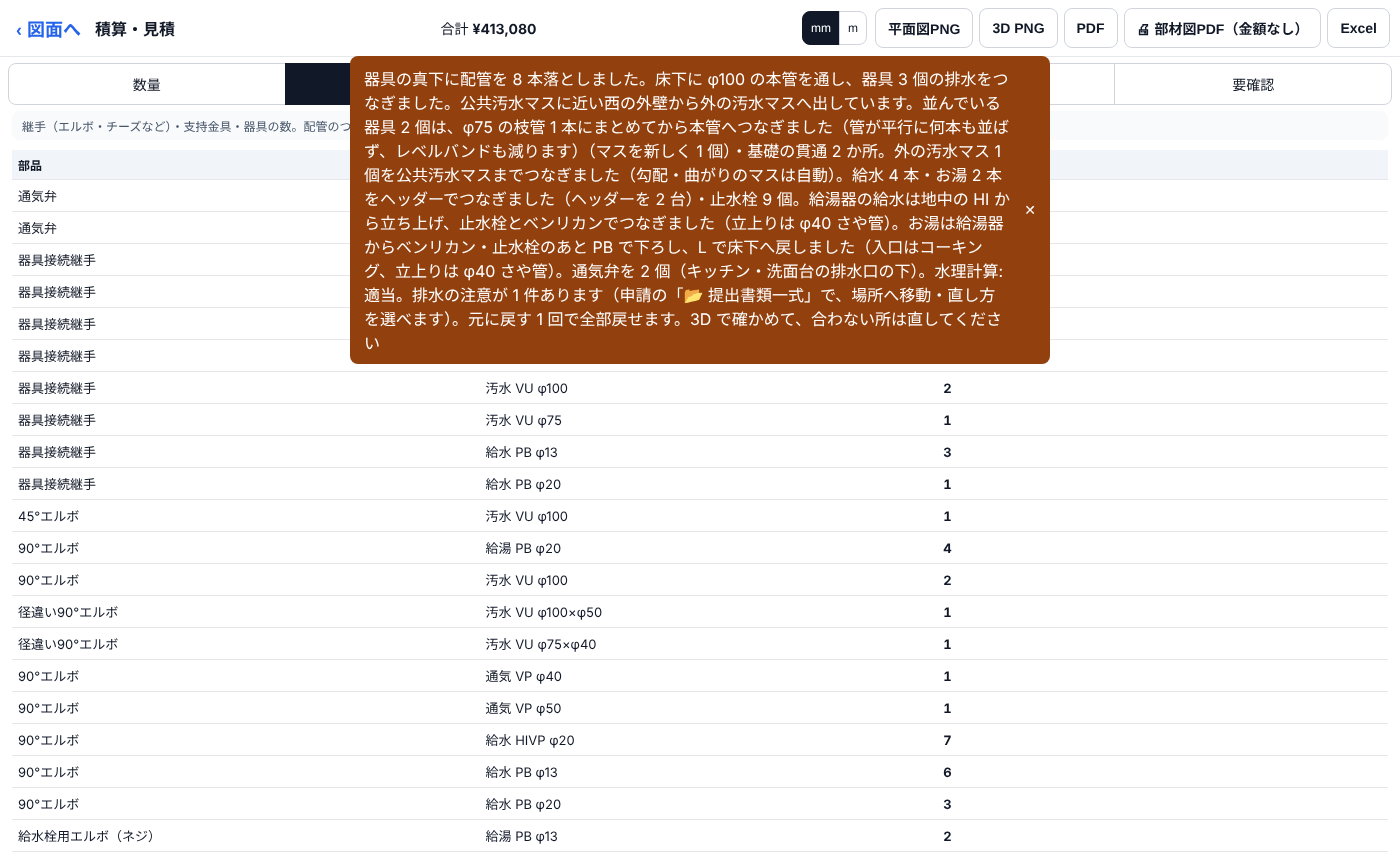 ‹ 図面へ 積算・見積 合計 ¥413,080 mm m 平面図PNG 3D PNG PDF 🖨 部材図PDF（金額なし） Excel
数量 要確認
器具の真下に配管を 8 本落としました。床下に φ100 の本管を通し、器具 3 個の排水をつ
なぎました。公共汚水マスに近い西の外壁から外の汚水マスへ出しています。並んでいる
器具 2 個は、φ75 の枝管 1 本にまとめてから本管へつなぎました（管が平行に何本も並ば
ず、レベルバンドも減ります）（マスを新しく 1 個）・基礎の貫通 2 か所。外の汚水マス 1
個を公共汚水マスまでつなぎました（勾配・曲がりのマスは自動）。給水 4 本・お湯 2 本
をヘッダーでつなぎました（ヘッダーを 2 台）・止水栓 9 個。給湯器の給水は地中の HI か
ら立ち上げ、止水栓とベンリカンでつなぎました（立上りは φ40 さや管）。お湯は給湯器
からベンリカン・止水栓のあと PB で下ろし、L で床下へ戻しました（入口はコーキン
グ、立上りは φ40 さや管）。通気弁を 2 個（キッチン・洗面台の排水口の下）。水理計算:
適当。排水の注意が 1 件あります（申請の「📂 提出書類一式」で、場所へ移動・直し方
を選べます）。元に戻す 1 回で全部戻せます。3D で確かめて、合わない所は直してくださ
い
×
継手（エルボ・チーズなど）・支持金具・器具の数。配管のつ
部品
通気弁
通気弁
器具接続継手
器具接続継手
器具接続継手
器具接続継手
器具接続継手 汚水 VU φ100 2
器具接続継手 汚水 VU φ75 1
器具接続継手 給水 PB φ13 3
器具接続継手 給水 PB φ20 1
45°エルボ 汚水 VU φ100 1
90°エルボ 給湯 PB φ20 4
90°エルボ 汚水 VU φ100 2
径違い90°エルボ 汚水 VU φ100×φ50 1
径違い90°エルボ 汚水 VU φ75×φ40 1
90°エルボ 通気 VP φ40 1
90°エルボ 通気 VP φ50 1
90°エルボ 給水 HIVP φ20 7
90°エルボ 給水 PB φ13 6
90°エルボ 給水 PB φ20 3
給水栓用エルボ（ネジ） 給湯 PB φ13 2